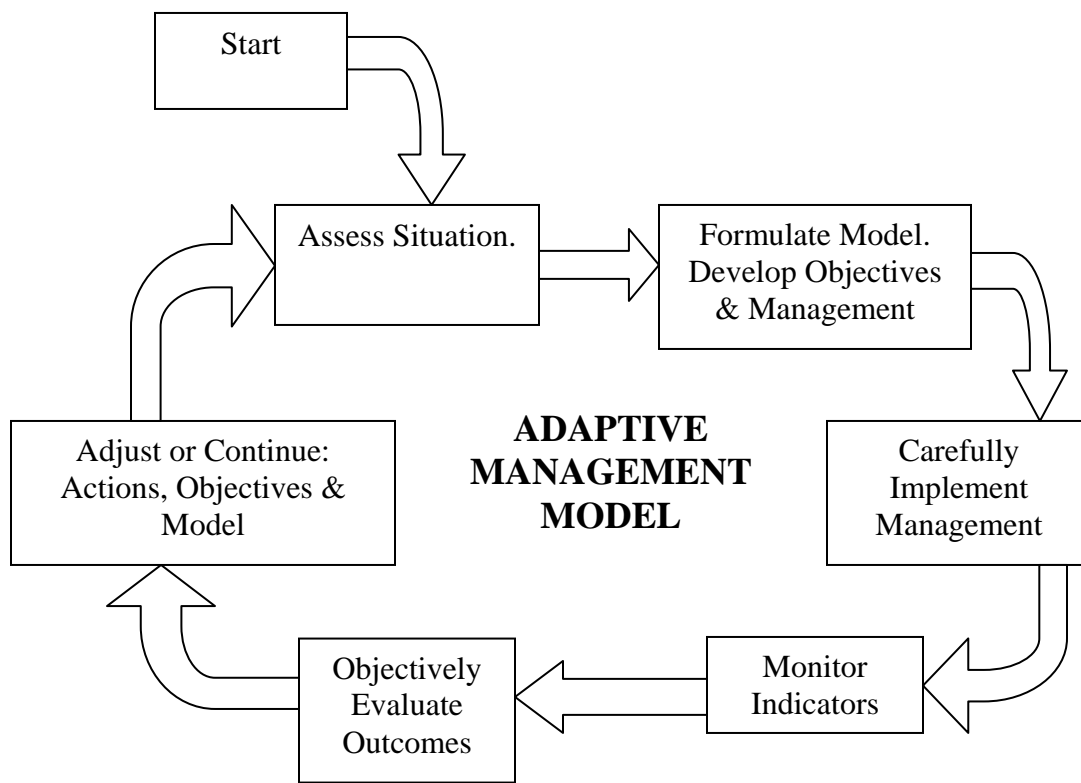 Start
Assess Situation.
Formulate Model.
Develop Objectives
& Management
ADAPTIVE
MANAGEMENT
MODEL
Carefully
Implement
Management
Adjust or Continue:
Actions, Objectives &
Model
Monitor
Indicators
Objectively
Evaluate
Outcomes